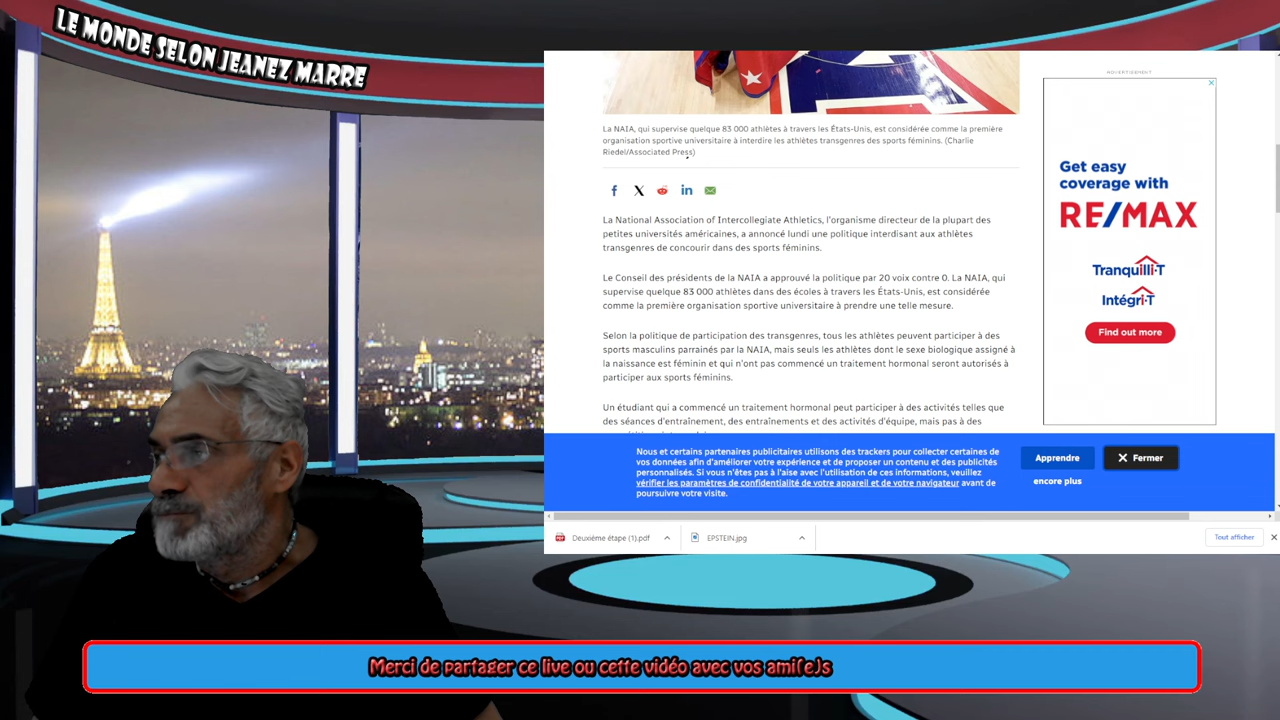 LE MONDE SELON JEANEZ MARRE
La NAIA, qui supervise quelque 83 000 athlètes à travers les États-Unis, est considérée comme la première
organisation sportive universitaire à interdire les athlètes transgenres des sports féminins. (Charlie
Riedel/Associated Press)
La National Association of Intercollegiate Athletics, l'organisme directeur de la plupart des
petites universités américaines, a annoncé lundi une politique interdisant aux athlètes
transgenres de concourir dans des sports féminins.
Le Conseil des présidents de la NAIA a approuvé la politique par 20 voix contre 0. La NAIA, qui
supervise quelque 83 000 athlètes dans des écoles à travers les États-Unis, est considérée
comme la première organisation sportive universitaire à prendre une telle mesure.
Selon la politique de participation des transgenres, tous les athlètes peuvent participer à des
sports masculins parrainés par la NAIA, mais seuls les athlètes dont le sexe biologique assigné à
la naissance est féminin et qui n'ont pas commencé un traitement hormonal seront autorisés à
participer aux sports féminins.
Un étudiant qui a commencé un traitement hormonal peut participer à des activités telles que
des séances d'entraînement, des entraînements et des activités d'équipe, mais pas à des
ADVERTISEMENT
Get easy
coverage with
RE/MAX
Tranquilli-T
Intégri-T
Find out more
Nous et certains partenaires publicitaires utilisons des trackers pour collecter certaines de
vos données afin d'améliorer votre expérience et de proposer un contenu et des publicités
personnalisés. Si vous n'êtes pas à l'aise avec l'utilisation de ces informations, veuillez
vérifier les paramètres de confidentialité de votre appareil et de votre navigateur avant de
poursuivre votre visite.
Apprendre
encore plus
Fermer
Deuxième étape (1).pdf
EPSTEIN.jpg
Tout afficher
Merci de partager ce live ou cette vidéo avec vos ami(e)s